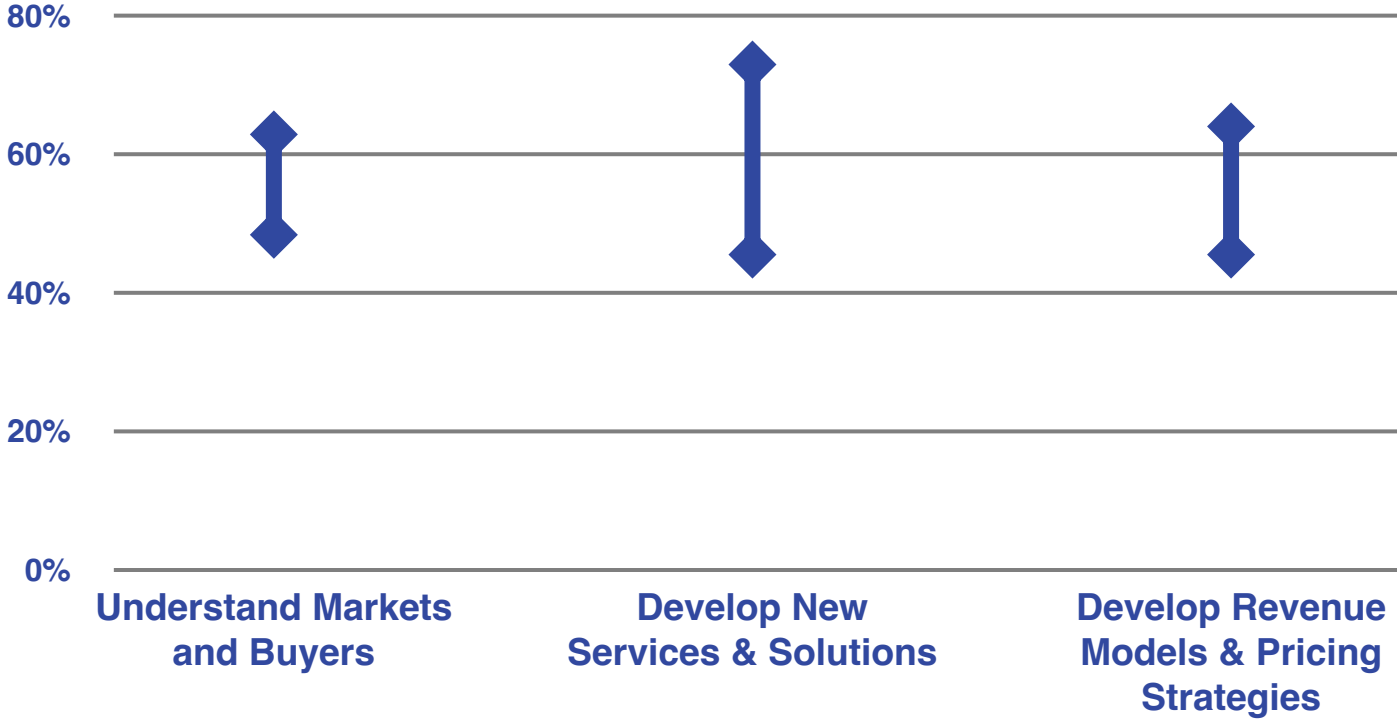 80%
60%
40%
20%
0%
Understand Markets
and Buyers
Develop New
Services & Solutions
Develop Revenue
Models & Pricing
Strategies